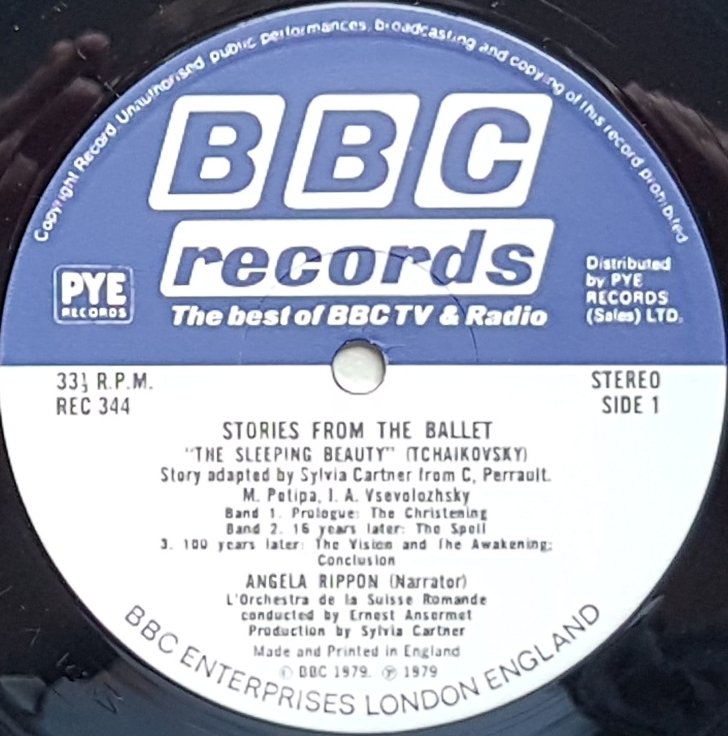 Copyright Record. Unauthorised public performances, broadcasting and copying of this record prohibited
BBC
records
The best of BBC TV & Radio
PYE
RECORDS
Distributed
by PYE
RECORDS
(Sales) LTD.
33⅓ R.P.M.
REC 344
STEREO
SIDE 1
STORIES FROM THE BALLET
"THE SLEEPING BEAUTY" (TCHAIKOVSKY)
Story adapted by Sylvia Cartner from C, Perrault.
M. Petipa, I. A. Vsevolozhsky
Band 1. Prologue: The Christening
Band 2. 16 years later: The Spell
3. 100 years later: The Vision and The Awakening:
Conclusion
ANGELA RIPPON (Narrator)
L'Orchestra de la Suisse Romande
conducted by Ernest Ansermet
Production by Sylvia Cartner
Made and Printed in England
© BBC 1979. ℗ 1979
BBC ENTERPRISES LONDON ENGLAND